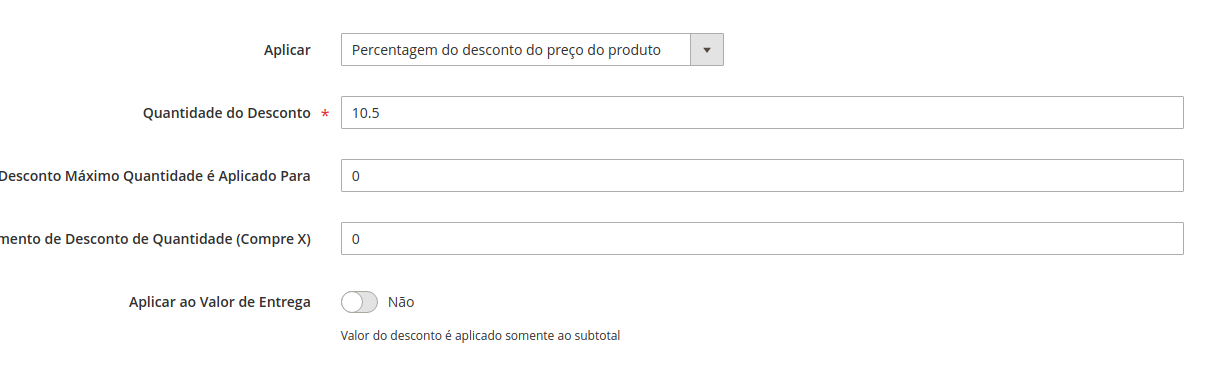 Aplicar Percentagem do desconto do preço do produto
Quantidade do Desconto * 10.5
Desconto Máximo Quantidade é Aplicado Para 0
de Desconto de Quantidade (Compre X) 0
Aplicar ao Valor de Entrega Não
Valor do desconto é aplicado somente ao subtotal